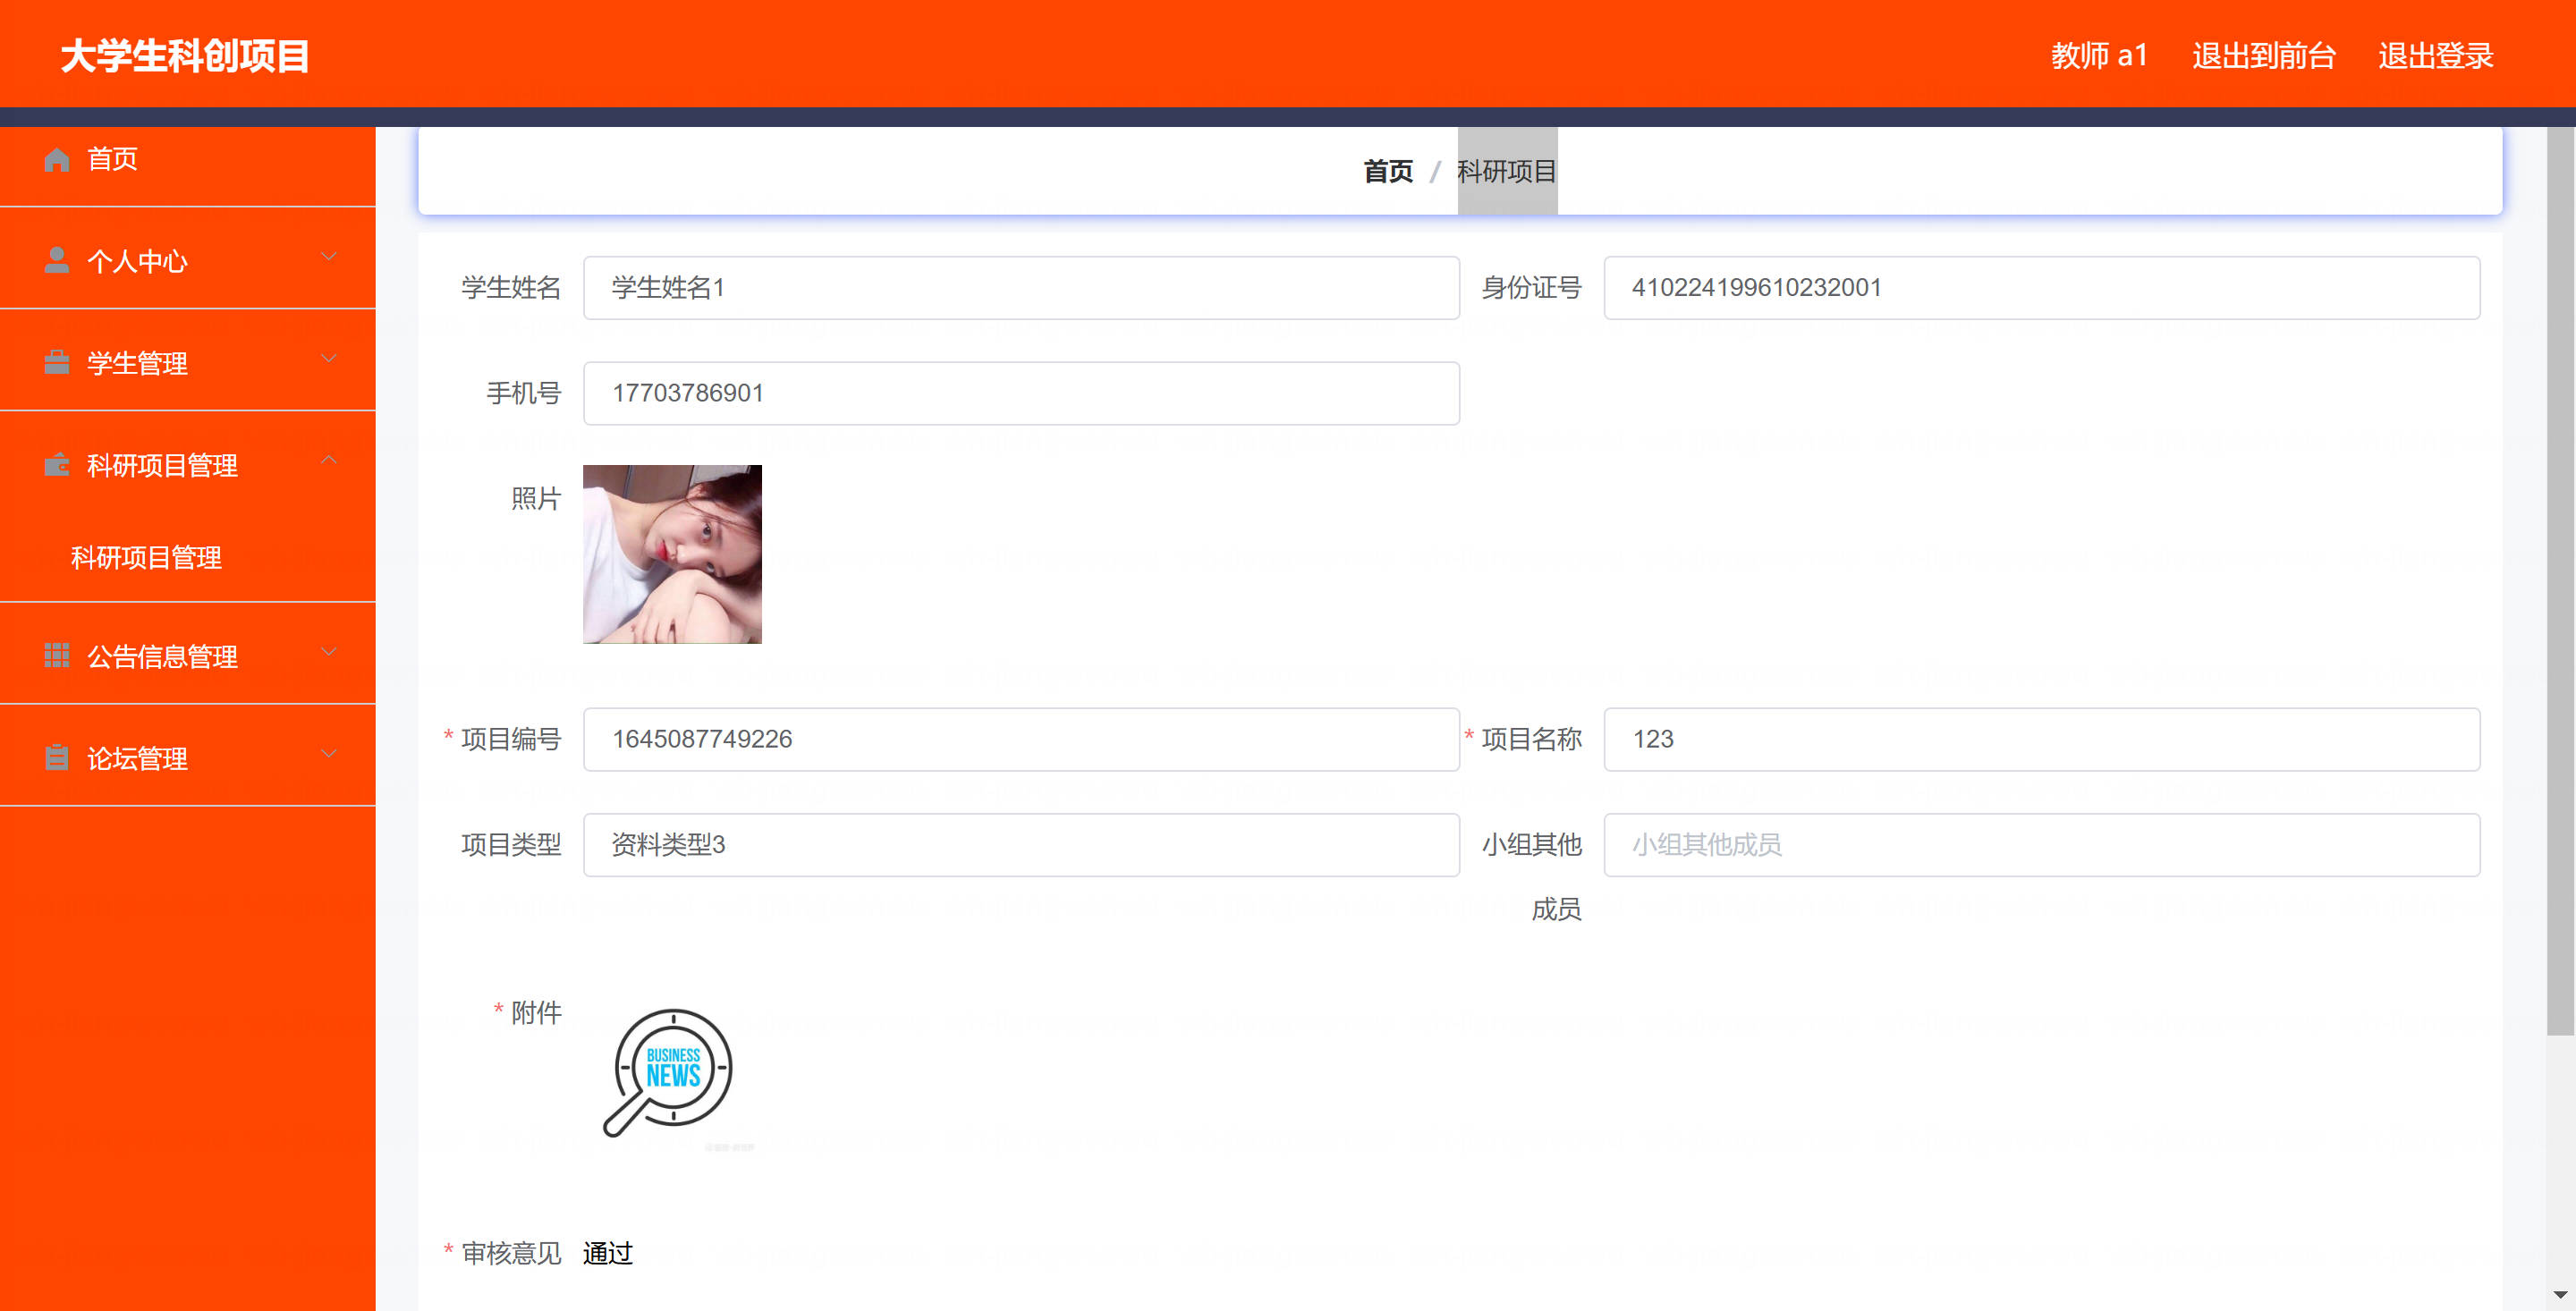 大学生科创项目
教师 a1 退出到前台 退出登录
首页
个人中心
学生管理
科研项目管理
科研项目管理
公告信息管理
论坛管理
首页 / 科研项目
学生姓名 学生姓名1 身份证号 410224199610232001
手机号 17703786901
照片
* 项目编号 1645087749226 * 项目名称 123
项目类型 资料类型3 小组其他 小组其他成员
成员
* 附件
BUSINESS
NEWS
* 审核意见 通过